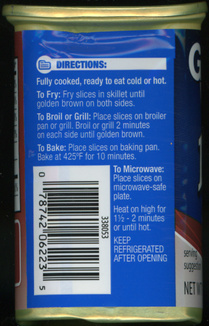 DIRECTIONS:
Fully cooked, ready to eat cold or hot.
To Fry: Fry slices in skillet until
golden brown on both sides.
To Broil or Grill: Place slices on broiler
pan or grill. Broil or grill 2 minutes
on each side until golden brown.
To Bake: Place slices on baking pan.
Bake at 425°F for 10 minutes.
To Microwave:
Place slices on
microwave-safe
plate.
Heat on high for
1½ - 2 minutes
or until hot.
KEEP
REFRIGERATED
AFTER OPENING
338053
0 78742 06223 5
G
serving
suggestion
NET WT